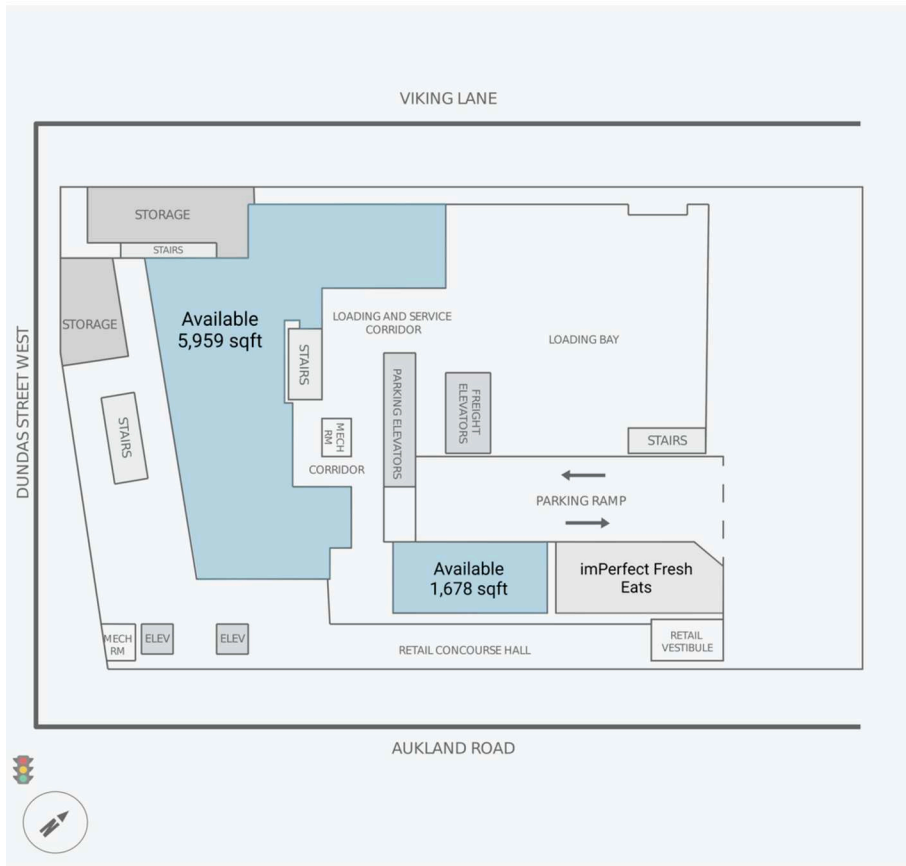 VIKING LANE
STORAGE
STAIRS
STORAGE
Available
5,959 sqft
LOADING AND SERVICE
CORRIDOR
LOADING BAY
DUNDAS STREET WEST
STAIRS
STAIRS
PARKING ELEVATORS
FREIGHT
ELEVATORS
MECH
RM
CORRIDOR
STAIRS
PARKING RAMP
Available
1,678 sqft
imPerfect Fresh
Eats
MECH
RM
ELEV
ELEV
RETAIL CONCOURSE HALL
RETAIL
VESTIBULE
AUKLAND ROAD
N